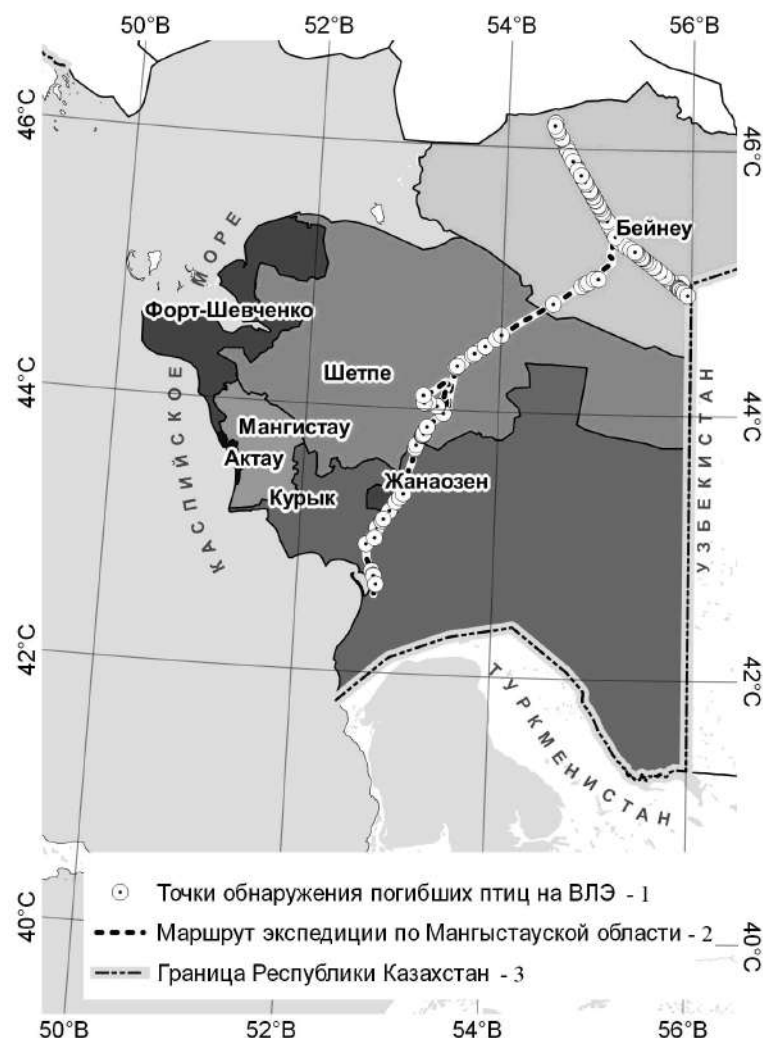 50°В 52°В 54°В 56°В
46°С
46°С
Бейнеу
КАСПИЙСКОЕ МОРЕ
Форт-Шевченко
Шетпе
44°С
44°С
Мангистау
Актау
Жанаозен
Курык
УЗБЕКИСТАН
42°С
42°С
ТУРКМЕНИСТАН
Точки обнаружения погибших птиц на ВЛЭ - 1
Маршрут экспедиции по Мангыстауской области - 2
Граница Республики Казахстан - 3
40°С
40°С
50°В 52°В 54°В 56°В